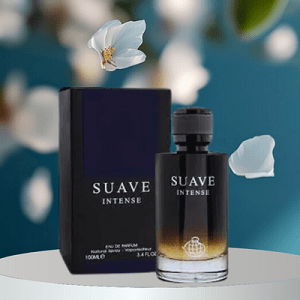 SUAVE
INTENSE
EAU DE PARFUM
Natural Spray - Vaporisateur
100ML℮ 3.4 FL.OZ
SUAVE
INTENSE